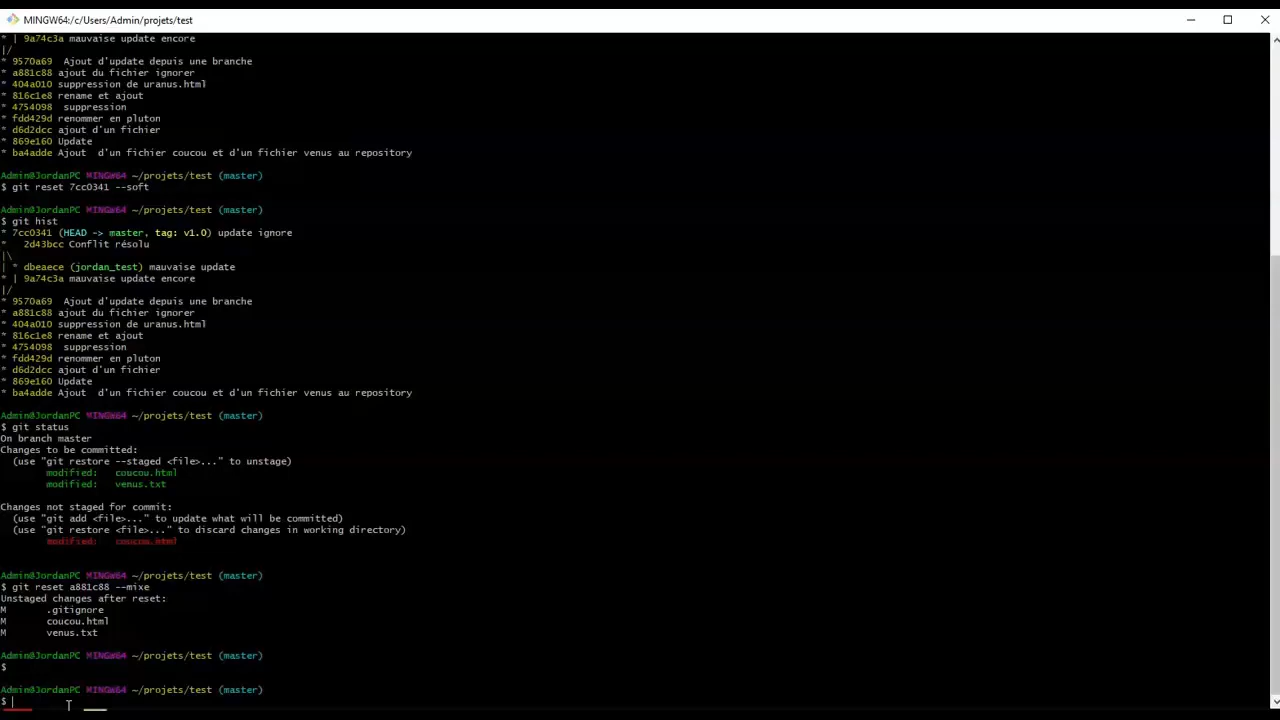 MINGW64:/c/Users/Admin/projets/test
* | 9a74c3a mauvaise update encore
|/
* 9570a69  Ajout d'update depuis une branche
* a881c88 ajout du fichier ignorer
* 404a010 suppression de uranus.html
* 816c1e8 rename et ajout
* 4754098  suppression
* fdd429d renommer en pluton
* d6d2dcc ajout d'un fichier
* 869e160 Update
* ba4adde Ajout  d'un fichier coucou et d'un fichier venus au repository
Admin@JordanPC MINGW64 ~/projets/test (master)
$ git reset 7cc0341 --soft
Admin@JordanPC MINGW64 ~/projets/test (master)
$ git hist
* 7cc0341 (HEAD -> master, tag: v1.0) update ignore
*   2d43bcc Conflit résolu
|\
| * dbeaece (jordan_test) mauvaise update
* | 9a74c3a mauvaise update encore
|/
* 9570a69  Ajout d'update depuis une branche
* a881c88 ajout du fichier ignorer
* 404a010 suppression de uranus.html
* 816c1e8 rename et ajout
* 4754098  suppression
* fdd429d renommer en pluton
* d6d2dcc ajout d'un fichier
* 869e160 Update
* ba4adde Ajout  d'un fichier coucou et d'un fichier venus au repository
Admin@JordanPC MINGW64 ~/projets/test (master)
$ git status
On branch master
Changes to be committed:
  (use "git restore --staged <file>..." to unstage)
        modified:   coucou.html
        modified:   venus.txt
Changes not staged for commit:
  (use "git add <file>..." to update what will be committed)
  (use "git restore <file>..." to discard changes in working directory)
        modified:   coucou.html
Admin@JordanPC MINGW64 ~/projets/test (master)
$ git reset a881c88 --mixe
Unstaged changes after reset:
M       .gitignore
M       coucou.html
M       venus.txt
Admin@JordanPC MINGW64 ~/projets/test (master)
$
Admin@JordanPC MINGW64 ~/projets/test (master)
$